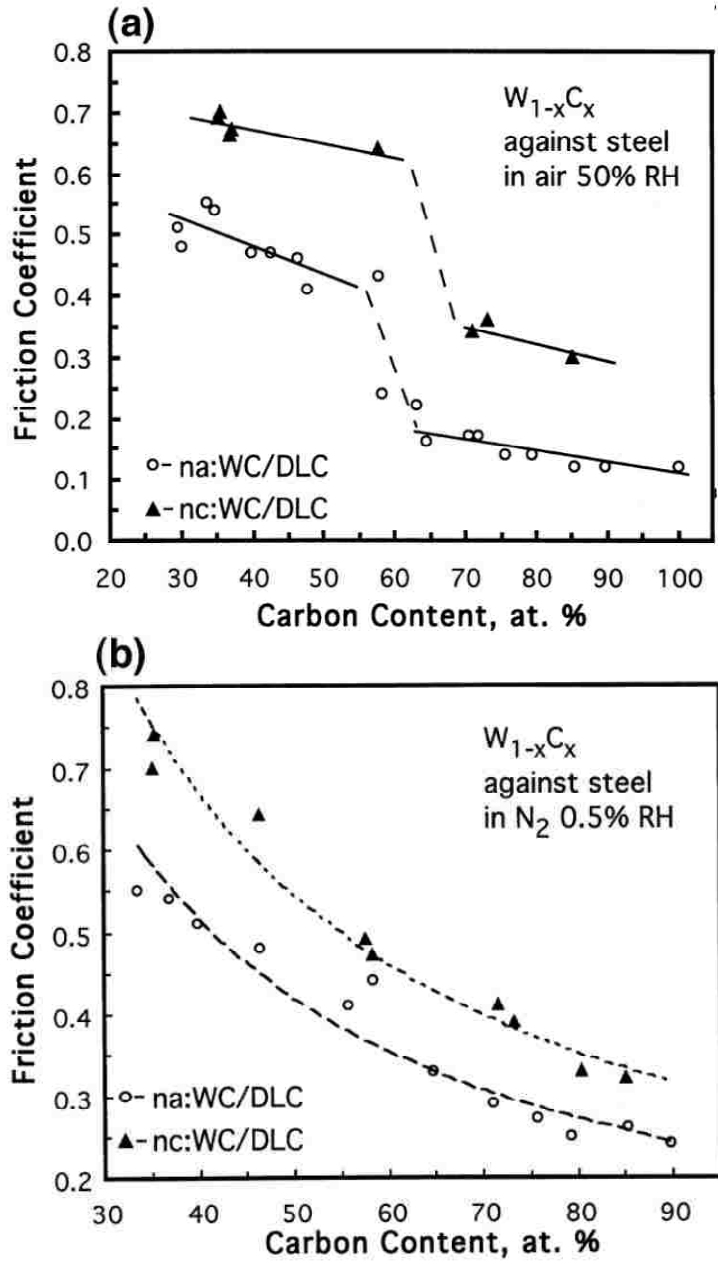 (a)
0.8
0.7
0.6
0.5
0.4
0.3
0.2
0.1
0.0
Friction Coefficient
W1-xCx
against steel
in air 50% RH
na:WC/DLC
nc:WC/DLC
20 30 40 50 60 70 80 90 100
Carbon Content, at. %
(b)
0.8
0.7
0.6
0.5
0.4
0.3
0.2
Friction Coefficient
W1-xCx
against steel
in N2 0.5% RH
na:WC/DLC
nc:WC/DLC
30 40 50 60 70 80 90
Carbon Content, at. %